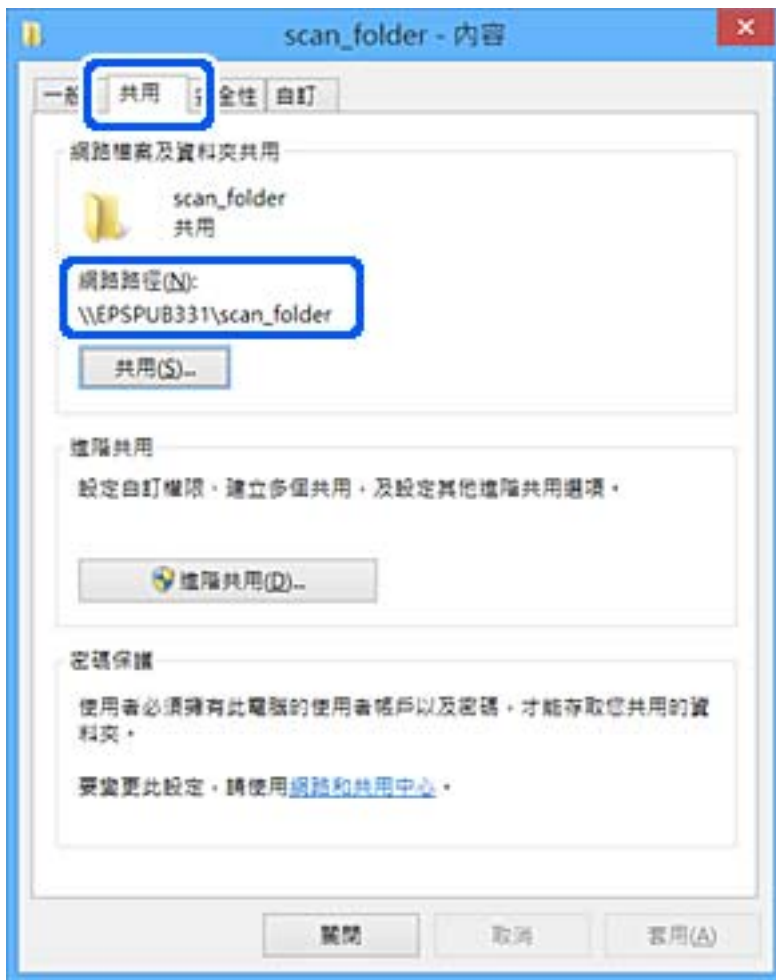 scan_folder - 內容
一般
共用
安全性
自訂
網路檔案及資料夾共用
scan_folder
共用
網路路徑(N):
\\EPSPUB331\scan_folder
共用(S)...
進階共用
設定自訂權限、建立多個共用，及設定其他進階共用選項。
進階共用(D)...
密碼保護
使用者必須擁有此電腦的使用者帳戶以及密碼，才能存取您共用的資
料夾。
要變更此設定，請使用網路和共用中心。
關閉
取消
套用(A)